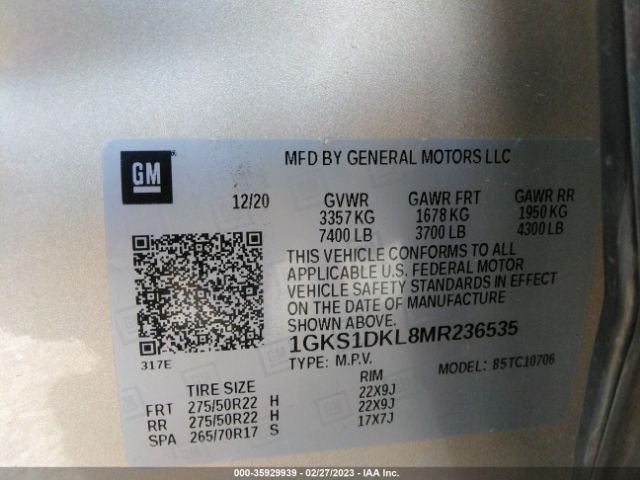 GM
MFD BY GENERAL MOTORS LLC
12/20 GVWR GAWR FRT GAWR RR
3357 KG 1678 KG 1950 KG
7400 LB 3700 LB 4300 LB
THIS VEHICLE CONFORMS TO ALL
APPLICABLE U.S. FEDERAL MOTOR
VEHICLE SAFETY STANDARDS IN EFFECT
ON THE DATE OF MANUFACTURE
SHOWN ABOVE.
1GKS1DKL8MR236535
317E
TYPE: M.P.V. MODEL: 85TC10706
TIRE SIZE RIM
FRT 275/50R22 H 22X9J
RR 275/50R22 H 22X9J
SPA 265/70R17 S 17X7J
000-35929939 - 02/27/2023 - IAA Inc.